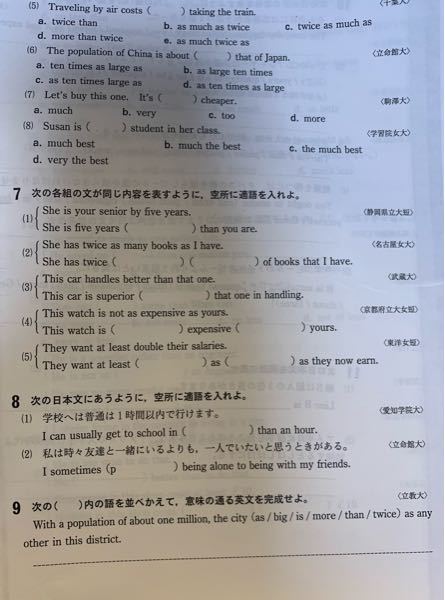 (5) Traveling by air costs ( ) taking the train. 〈千葉大〉
a. twice than b. as much as twice c. twice as much as
d. more than twice e. as much twice as
(6) The population of China is about ( ) that of Japan. 〈立命館大〉
a. ten times as large as b. as large ten times
c. as ten times large as d. as ten times as large
(7) Let's buy this one. It's ( ) cheaper. 〈駒澤大〉
a. much b. very c. too d. more
(8) Susan is ( ) student in her class. 〈学習院女大〉
a. much best b. much the best c. the much best
d. very the best
7 次の各組の文が同じ内容を表すように，空所に適語を入れよ。
(1) She is your senior by five years. 〈静岡県立大短〉
She is five years ( ) than you are.
(2) She has twice as many books as I have. 〈名古屋女大〉
She has twice ( ) ( ) of books that I have.
(3) This car handles better than that one. 〈武蔵大〉
This car is superior ( ) that one in handling.
(4) This watch is not as expensive as yours. 〈京都府立大女短〉
This watch is ( ) expensive ( ) yours.
(5) They want at least double their salaries. 〈東洋女短〉
They want at least ( ) as ( ) as they now earn.
8 次の日本文にあうように，空所に適語を入れよ。
(1) 学校へは普通は1時間以内で行けます。 〈愛知学院大〉
I can usually get to school in ( ) than an hour.
(2) 私は時々友達と一緒にいるよりも，一人でいたいと思うときがある。 〈立命館大〉
I sometimes (p ) being alone to being with my friends.
9 次の( )内の語を並べかえて，意味の通る英文を完成せよ。 〈立教大〉
With a population of about one million, the city (as / big / is / more / than / twice) as any
other in this district.